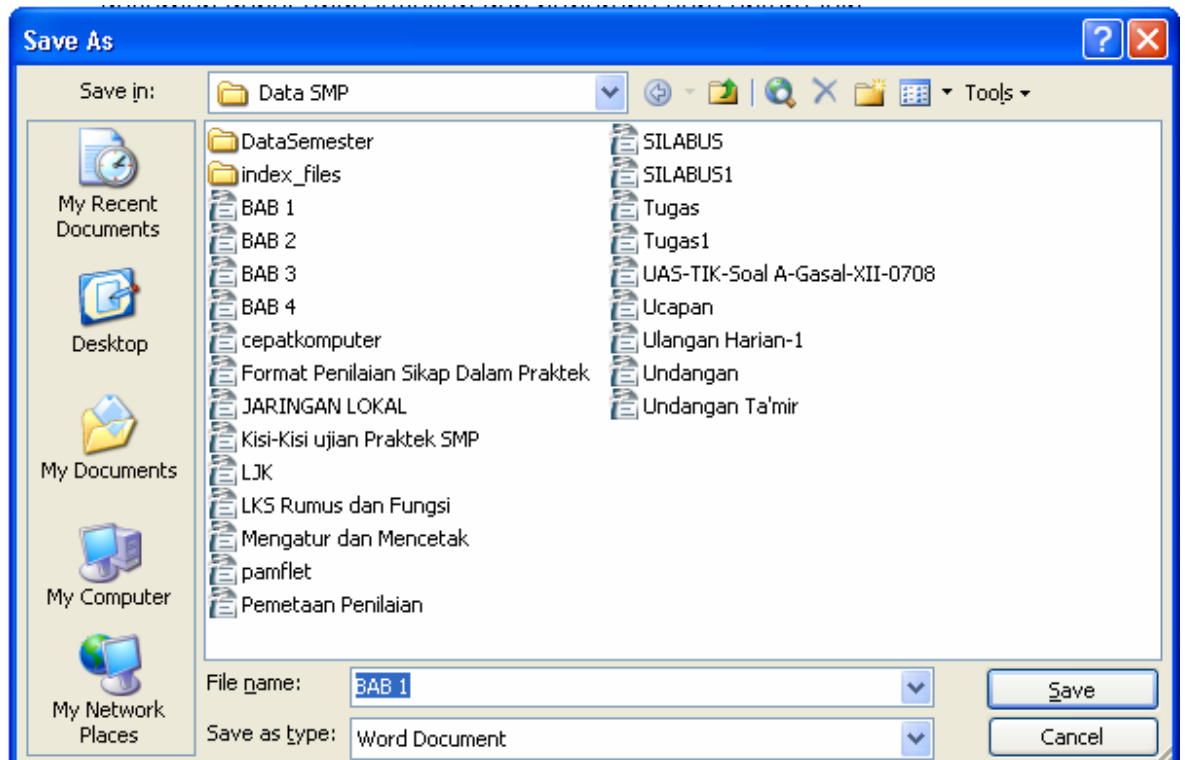 Save As
Save in:
Data SMP
Tools
My Recent
Documents
Desktop
My Documents
My Computer
My Network
Places
DataSemester
index_files
BAB 1
BAB 2
BAB 3
BAB 4
cepatkomputer
Format Penilaian Sikap Dalam Praktek
JARINGAN LOKAL
Kisi-Kisi ujian Praktek SMP
LJK
LKS Rumus dan Fungsi
Mengatur dan Mencetak
pamflet
Pemetaan Penilaian
SILABUS
SILABUS1
Tugas
Tugas1
UAS-TIK-Soal A-Gasal-XII-0708
Ucapan
Ulangan Harian-1
Undangan
Undangan Ta'mir
File name:
BAB 1
Save
Save as type:
Word Document
Cancel